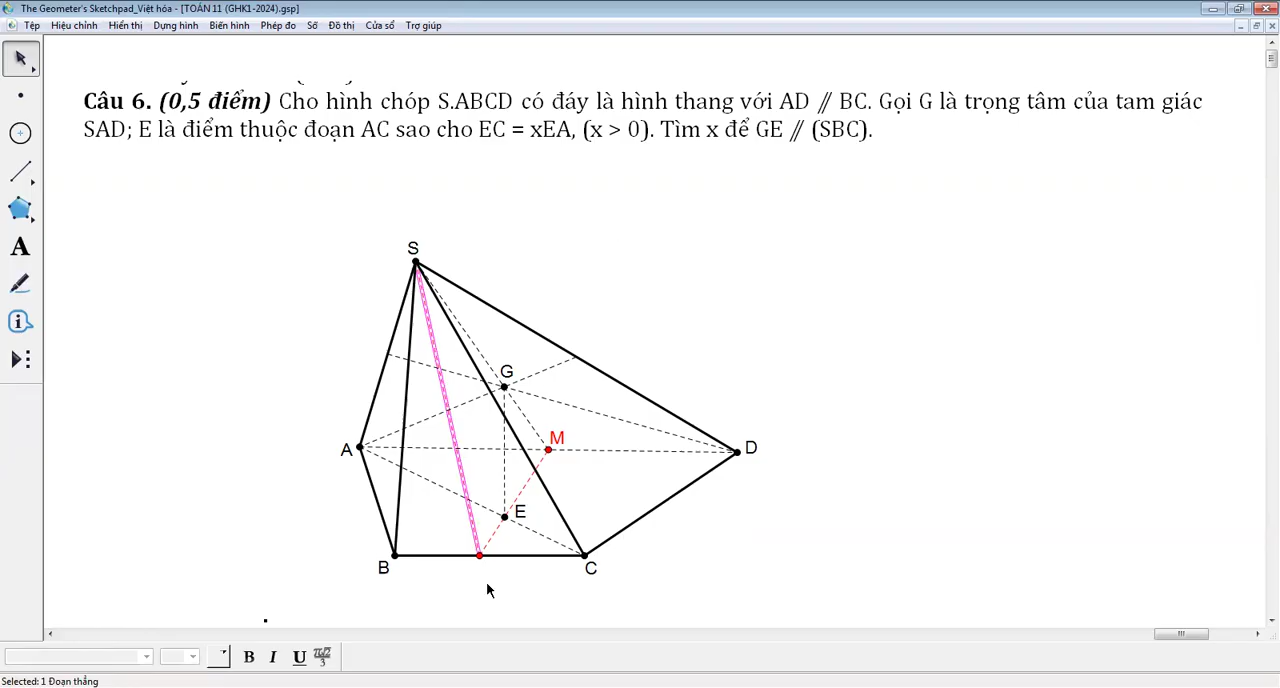 The Geometer's Sketchpad_Việt hóa - [TOÁN 11 (GHK1-2024).gsp]
Tệp Hiệu chỉnh Hiển thị Dựng hình Biến hình Phép đo Số Đồ thị Cửa sổ Trợ giúp
Câu 6. (0,5 điểm) Cho hình chóp S.ABCD có đáy là hình thang với AD // BC. Gọi G là trọng tâm của tam giác
SAD; E là điểm thuộc đoạn AC sao cho EC = xEA, (x > 0). Tìm x để GE // (SBC).
S
G
M
A
D
E
B
C
A
B I U
Selected: 1 Đoạn thẳng